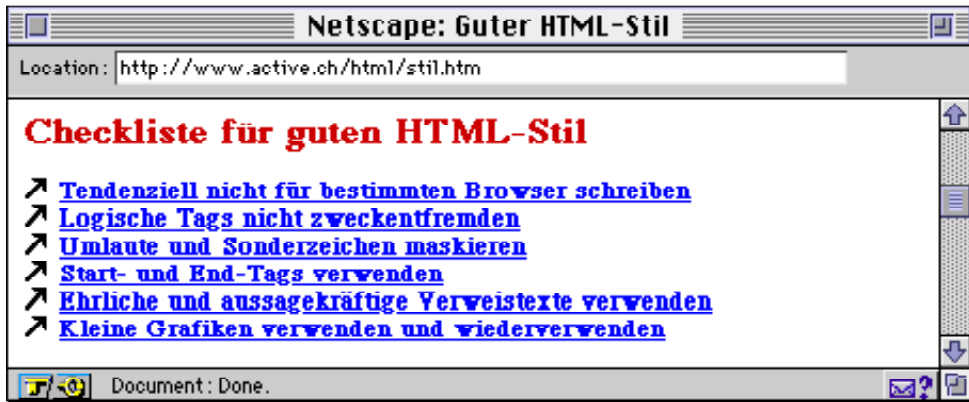 Netscape: Guter HTML-Stil
Location: http://www.active.ch/html/stil.htm
Checkliste für guten HTML-Stil
Tendenziell nicht für bestimmten Browser schreiben
Logische Tags nicht zweckentfremden
Umlaute und Sonderzeichen maskieren
Start- und End-Tags verwenden
Ehrliche und aussagekräftige Verweistexte verwenden
Kleine Grafiken verwenden und wiederverwenden
Document: Done.